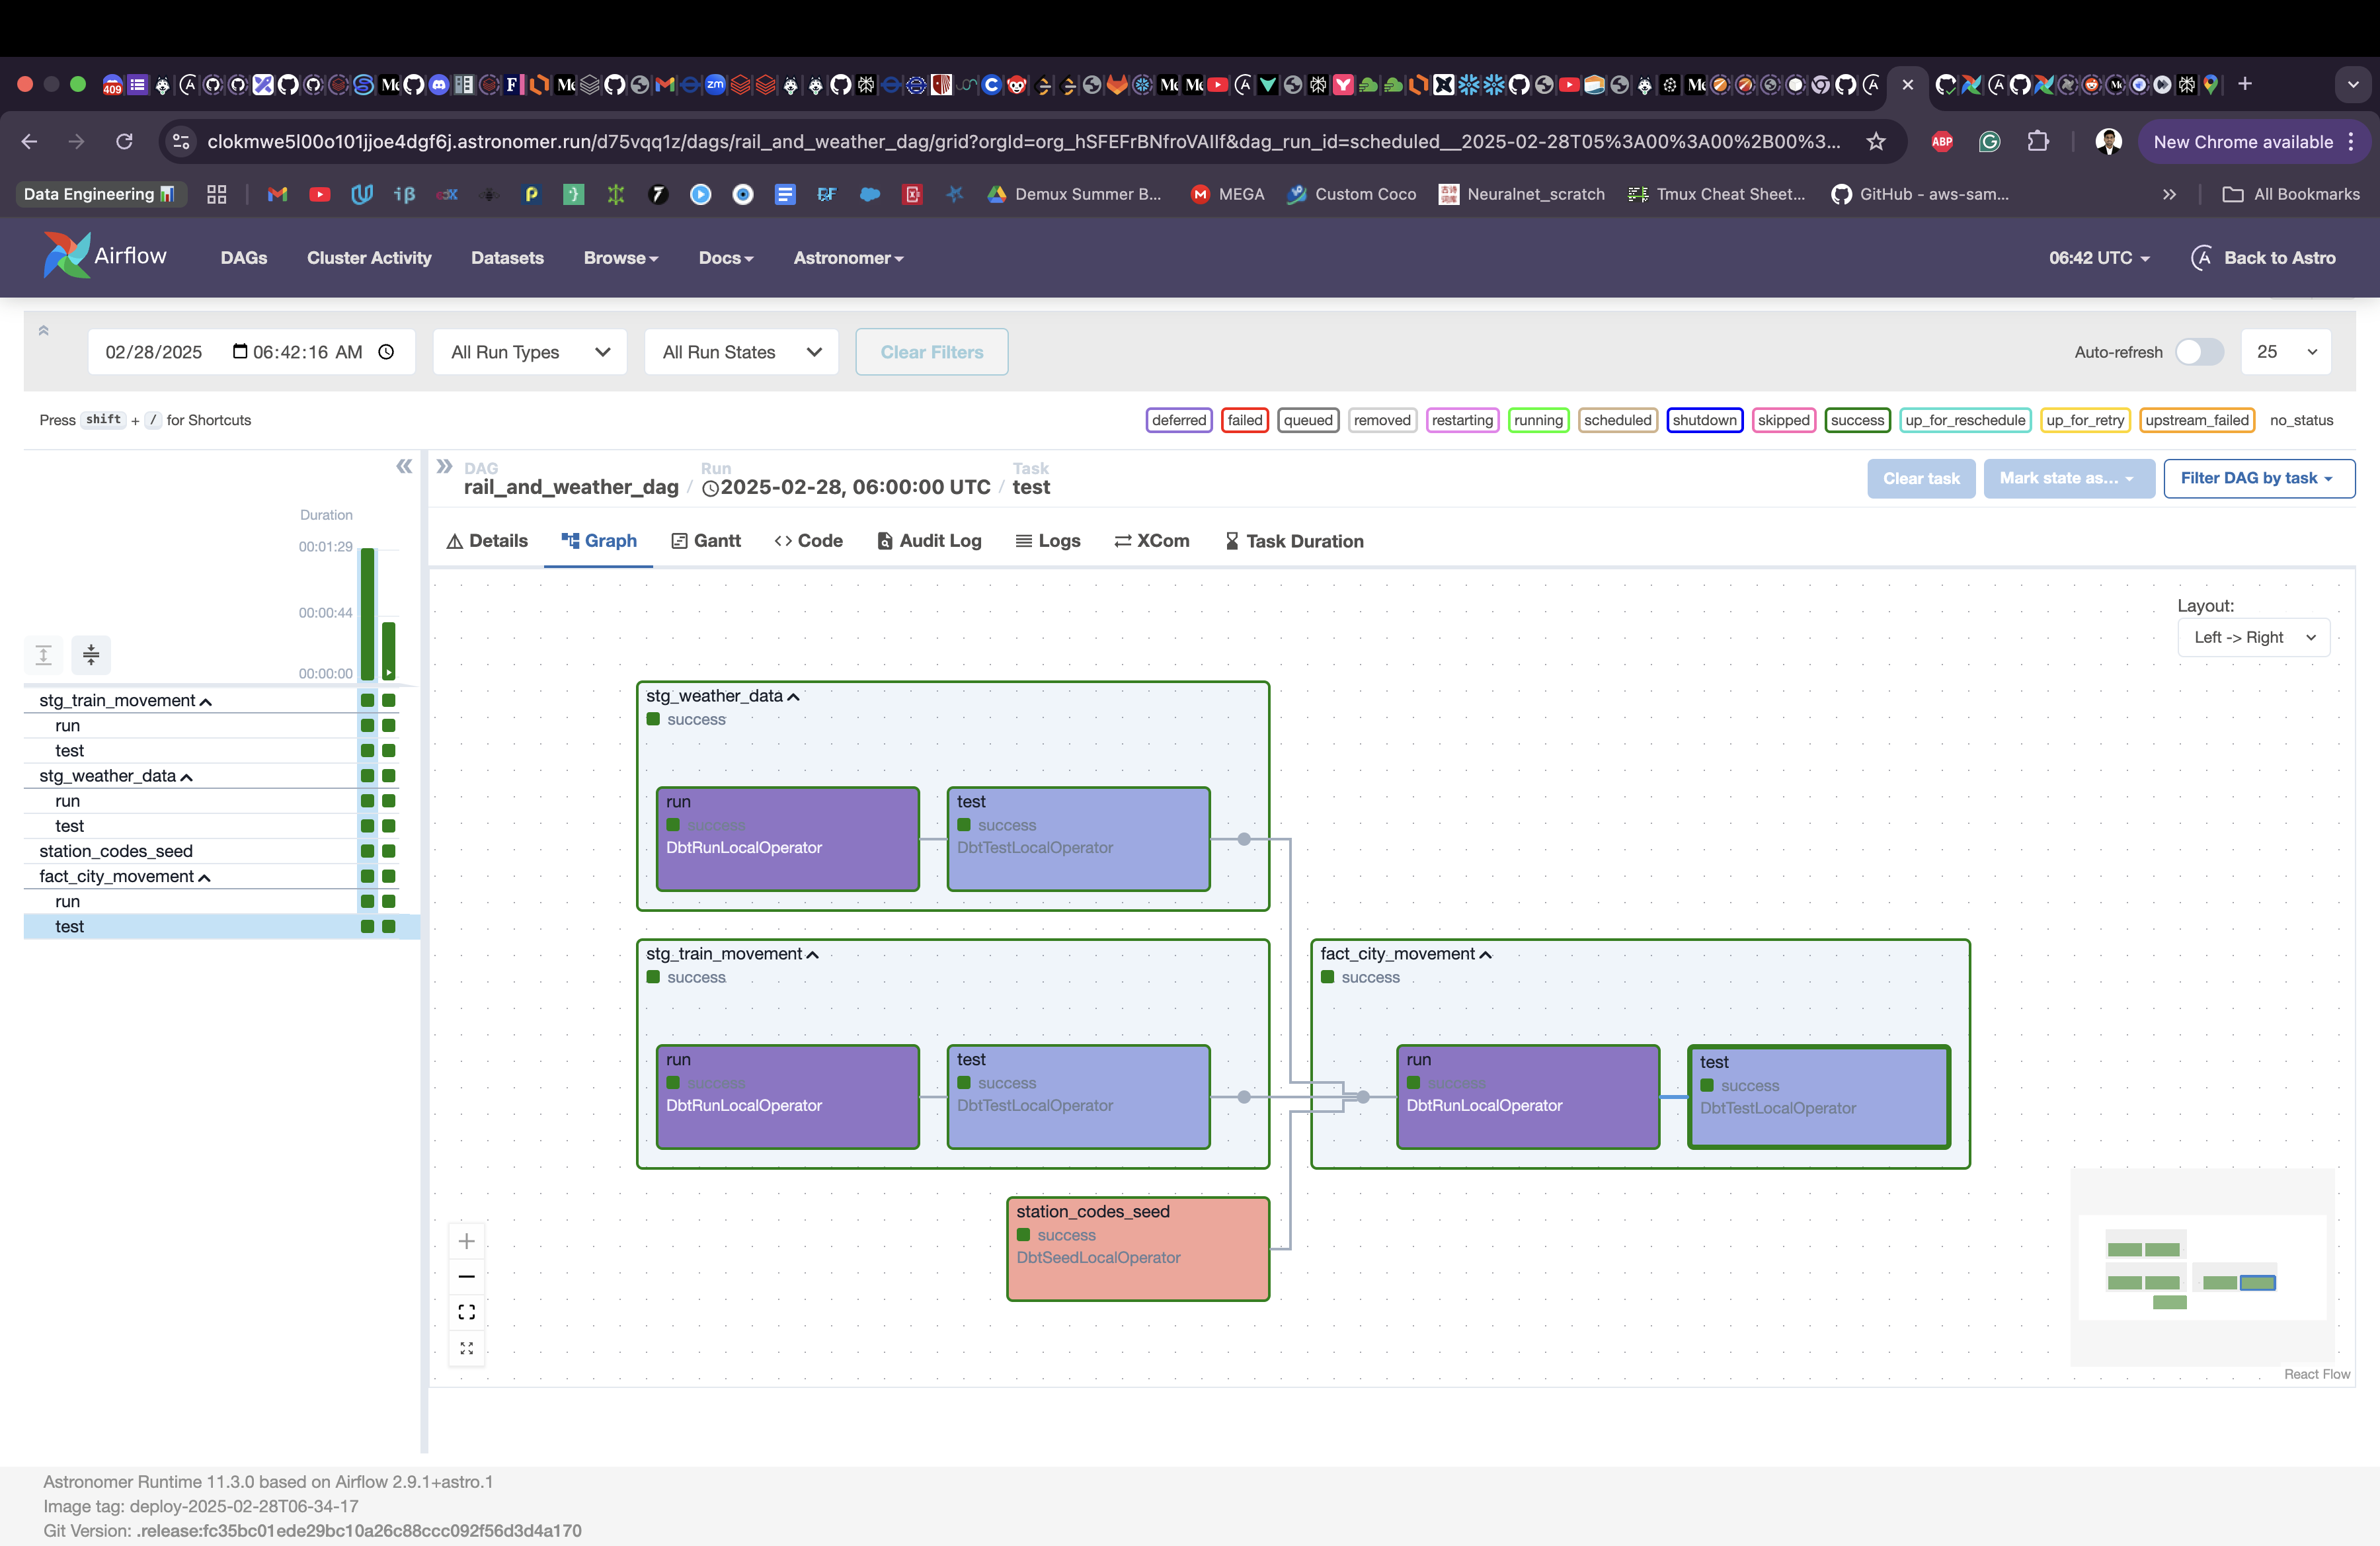 409
zm
clokmwe5l00o101jjoe4dgf6j.astronomer.run/d75vqq1z/dags/rail_and_weather_dag/grid?orgId=org_hSFEFrBNfroVAIIf&dag_run_id=scheduled__2025-02-28T05%3A00%3A00%2B00%3...
ABP
New Chrome available
Data Engineering
Demux Summer B...
MEGA
Custom Coco
Neuralnet_scratch
Tmux Cheat Sheet...
GitHub - aws-sam...
All Bookmarks
Airflow
DAGs
Cluster Activity
Datasets
Browse
Docs
Astronomer
06:42 UTC
Back to Astro
02/28/2025
06:42:16 AM
All Run Types
All Run States
Clear Filters
Auto-refresh
25
Press shift + / for Shortcuts
deferred
failed
queued
removed
restarting
running
scheduled
shutdown
skipped
success
up_for_reschedule
up_for_retry
upstream_failed
no_status
DAG
rail_and_weather_dag
/
Run
2025-02-28, 06:00:00 UTC
/
Task
test
Clear task
Mark state as...
Filter DAG by task
Duration
00:01:29
00:00:44
00:00:00
stg_train_movement
run
test
stg_weather_data
run
test
station_codes_seed
fact_city_movement
run
test
Details
Graph
Gantt
Code
Audit Log
Logs
XCom
Task Duration
Layout:
Left -> Right
stg_weather_data
success
run
success
DbtRunLocalOperator
test
success
DbtTestLocalOperator
stg_train_movement
success
run
success
DbtRunLocalOperator
test
success
DbtTestLocalOperator
fact_city_movement
success
run
success
DbtRunLocalOperator
test
success
DbtTestLocalOperator
station_codes_seed
success
DbtSeedLocalOperator
React Flow
Astronomer Runtime 11.3.0 based on Airflow 2.9.1+astro.1
Image tag: deploy-2025-02-28T06-34-17
Git Version: .release:fc35bc01ede29bc10a26c88ccc092f56d3d4a170